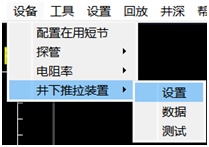 设备 工具 设置 回放 井深
配置在用短节
探管
电阻率
井下推拉装置
设置
数据
测试